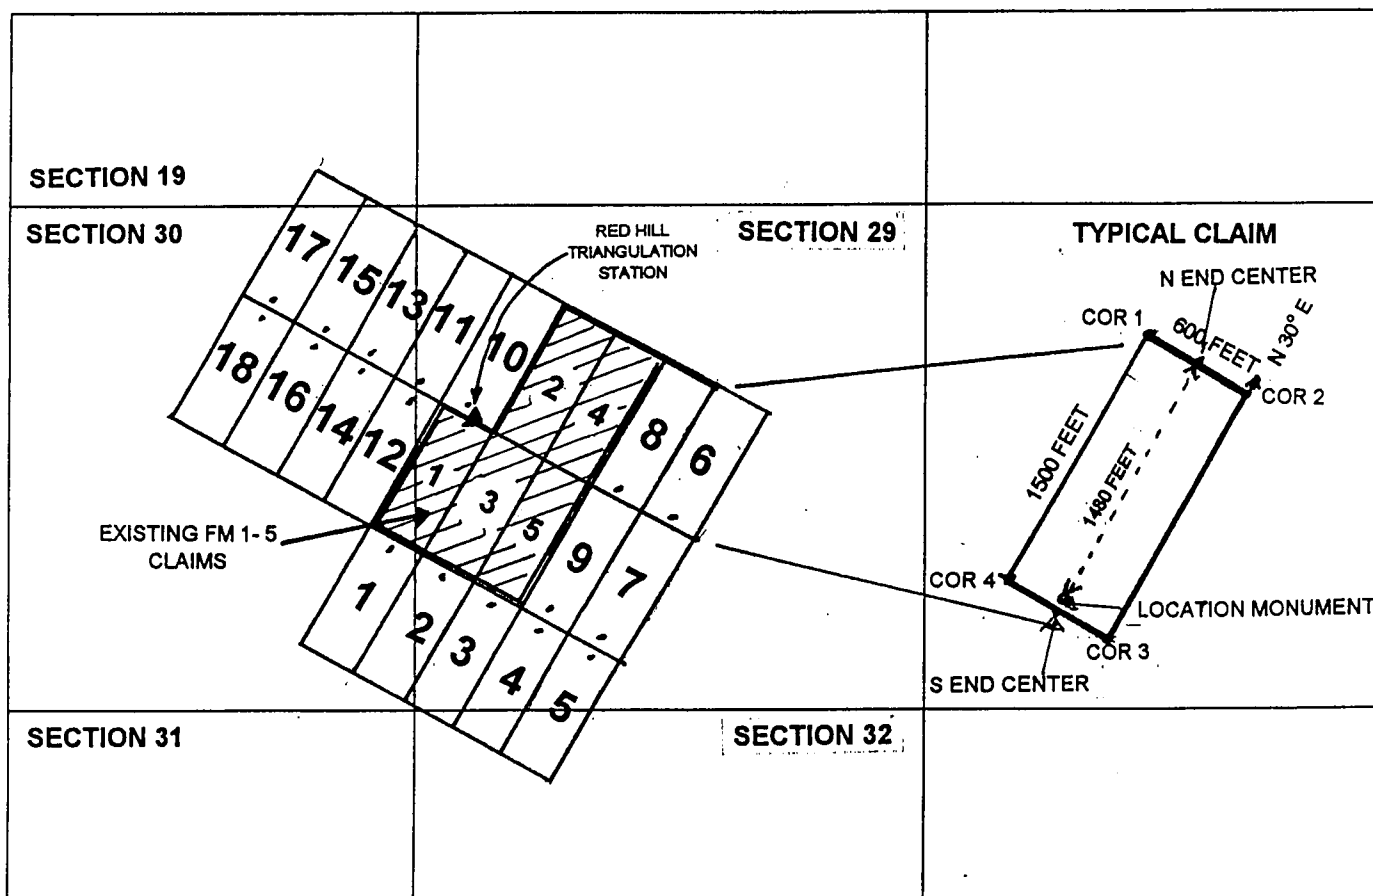 SECTION 19
SECTION 30
RED HILL
TRIANGULATION
STATION
SECTION 29
TYPICAL CLAIM
N END CENTER
COR 1
600 FEET
N 30° E
COR 2
1500 FEET
1480 FEET
COR 4
LOCATION MONUMENT
COR 3
S END CENTER
17
15
13
11
10
2
4
8
6
18
16
14
12
1
3
5
9
7
EXISTING FM 1- 5
CLAIMS
1
2
3
4
5
SECTION 31
SECTION 32